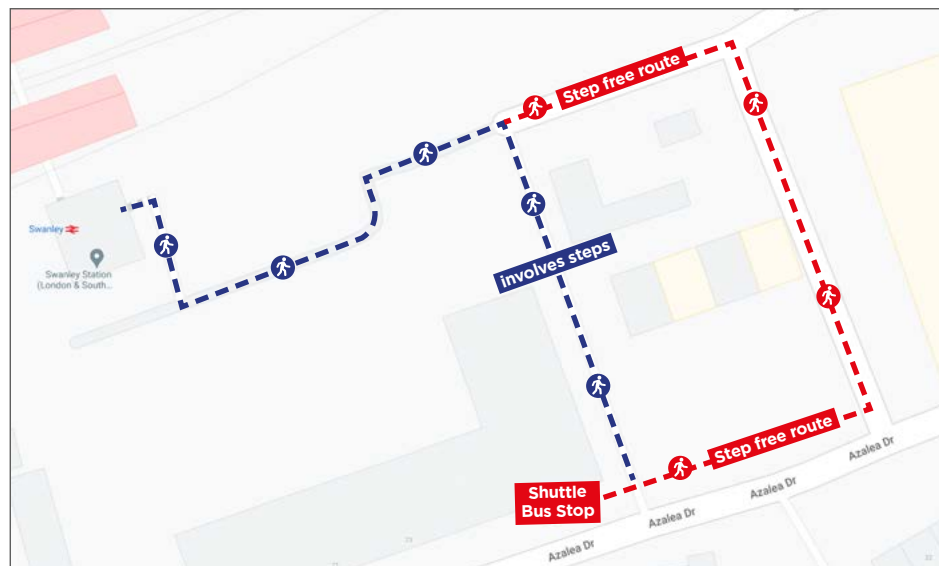 Step free route
Swanley
Swanley Station
(London & South...
involves steps
Step free route
Shuttle
Bus Stop
Azalea Dr
Azalea Dr
Azalea Dr
Azalea Dr